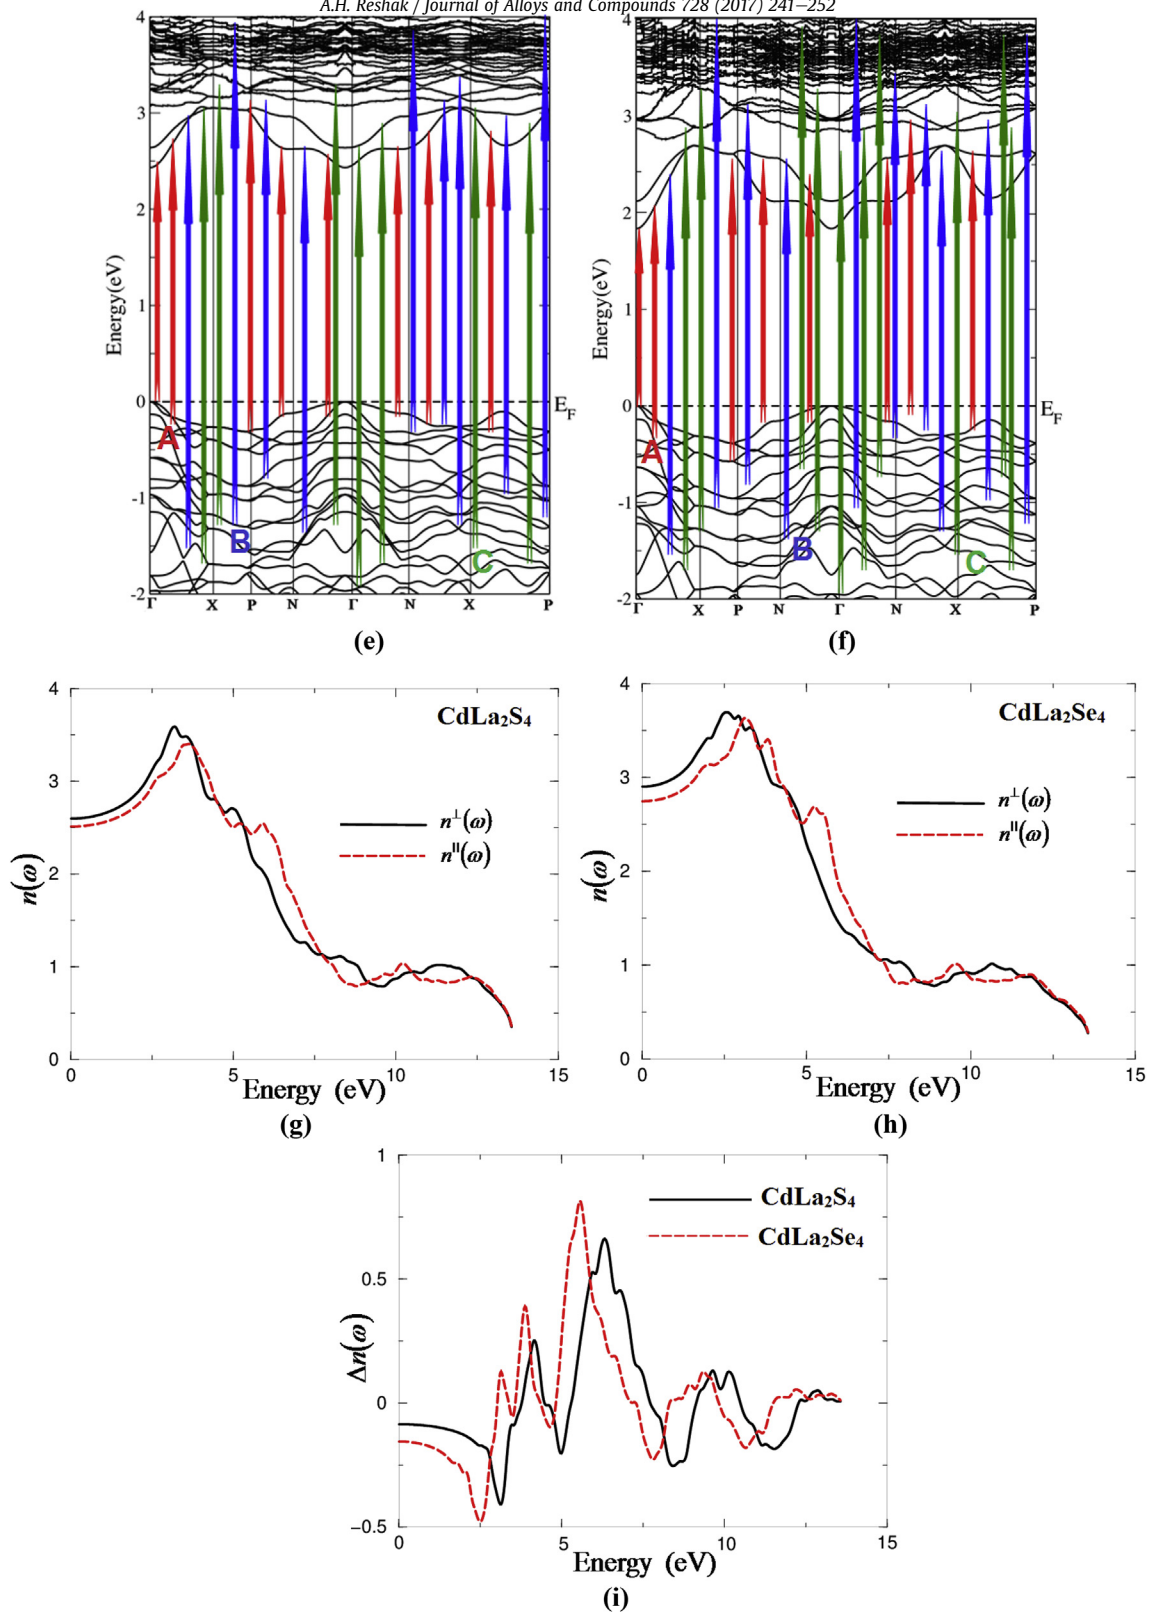 A.H. Reshak / Journal of Alloys and Compounds 728 (2017) 241–252
4
3
2
1
0
-1
-2
Energy(eV)
E_F
A
B
C
Γ X P N Γ N X P
(e)
4
3
2
1
0
-1
-2
Energy(eV)
E_F
A
B
C
Γ X P N Γ N X P
(f)
4
3
2
1
0
n(ω)
CdLa₂S₄
n^⊥(ω)
n^||(ω)
0 5 10 15
Energy (eV)
(g)
4
3
2
1
0
n(ω)
CdLa₂Se₄
n^⊥(ω)
n^||(ω)
0 5 10 15
Energy (eV)
(h)
1
0.5
0
−0.5
Δn(ω)
CdLa₂S₄
CdLa₂Se₄
0 5 10 15
Energy (eV)
(i)